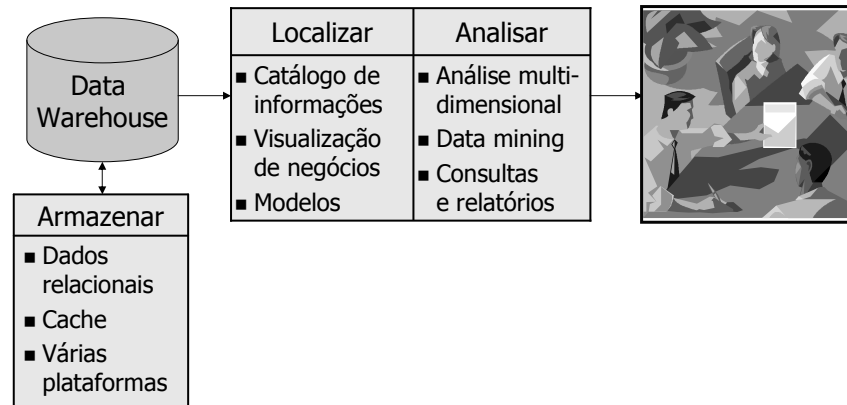 Data
Warehouse
Localizar
■ Catálogo de
informações
■ Visualização
de negócios
■ Modelos
Analisar
■ Análise multi-
dimensional
■ Data mining
■ Consultas
e relatórios
Armazenar
■ Dados
relacionais
■ Cache
■ Várias
plataformas